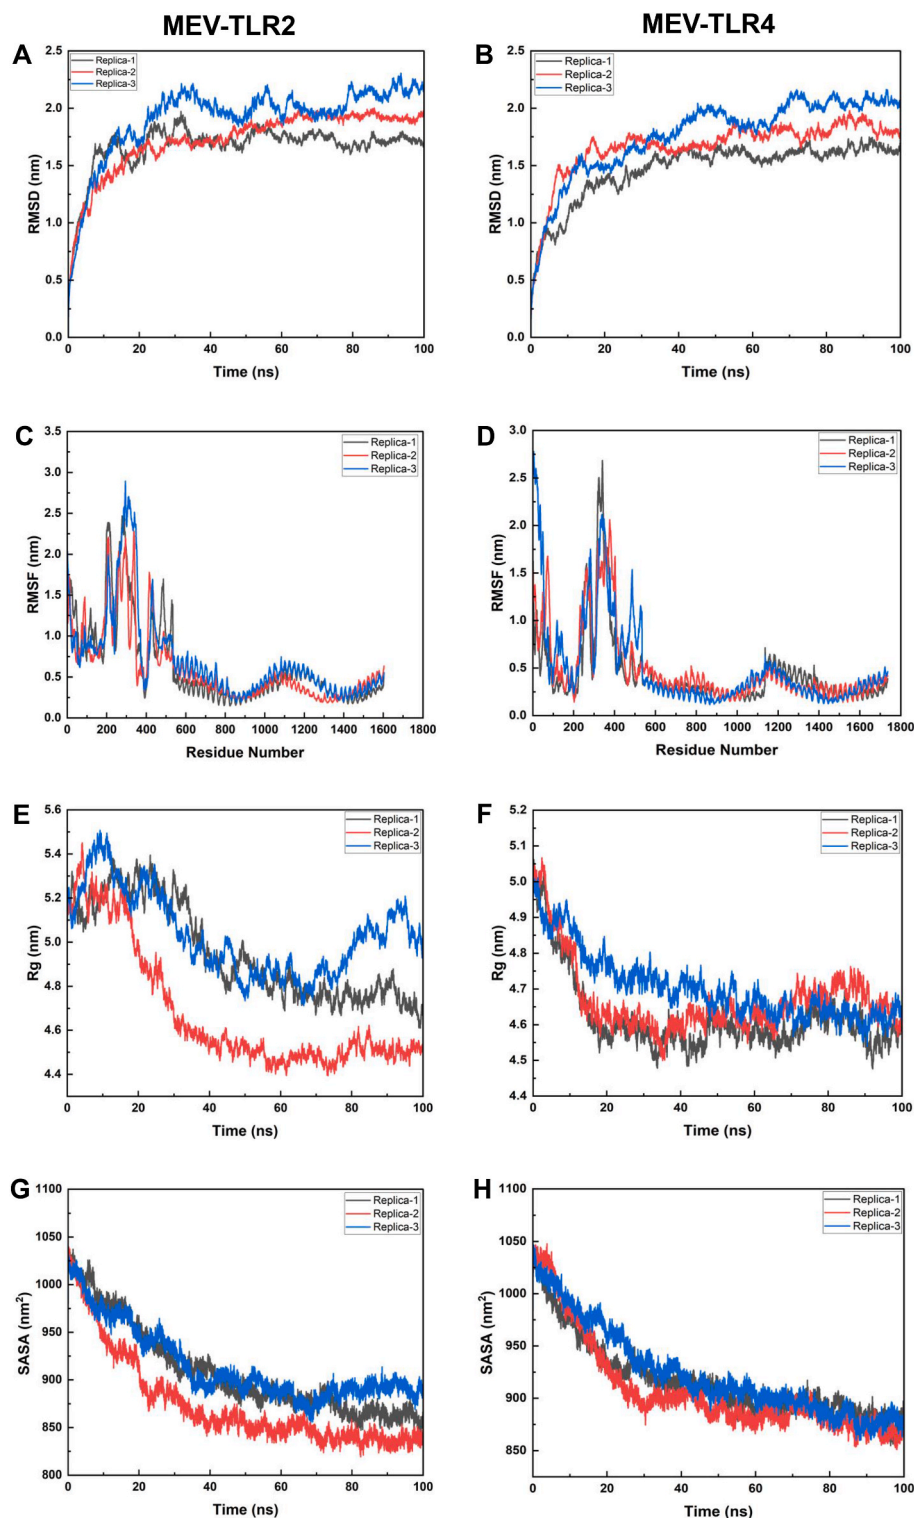 MEV-TLR2
MEV-TLR4
A
RMSD (nm)
2.5
2.0
1.5
1.0
0.5
0.0
Replica-1
Replica-2
Replica-3
0 20 40 60 80 100
Time (ns)
B
RMSD (nm)
2.5
2.0
1.5
1.0
0.5
0.0
Replica-1
Replica-2
Replica-3
0 20 40 60 80 100
Time (ns)
C
RMSF (nm)
3.5
3.0
2.5
2.0
1.5
1.0
0.5
0.0
Replica-1
Replica-2
Replica-3
0 200 400 600 800 1000 1200 1400 1600 1800
Residue Number
D
RMSF (nm)
3.0
2.5
2.0
1.5
1.0
0.5
0.0
Replica-1
Replica-2
Replica-3
0 200 400 600 800 1000 1200 1400 1600 1800
Residue Number
E
Rg (nm)
5.6
5.4
5.2
5.0
4.8
4.6
4.4
4.3
Replica-1
Replica-2
Replica-3
0 20 40 60 80 100
Time (ns)
F
Rg (nm)
5.2
5.1
5.0
4.9
4.8
4.7
4.6
4.5
4.4
Replica-1
Replica-2
Replica-3
0 20 40 60 80 100
Time (ns)
G
SASA (nm²)
1100
1050
1000
950
900
850
800
Replica-1
Replica-2
Replica-3
0 20 40 60 80 100
Time (ns)
H
SASA (nm²)
1100
1050
1000
950
900
850
Replica-1
Replica-2
Replica-3
0 20 40 60 80 100
Time (ns)